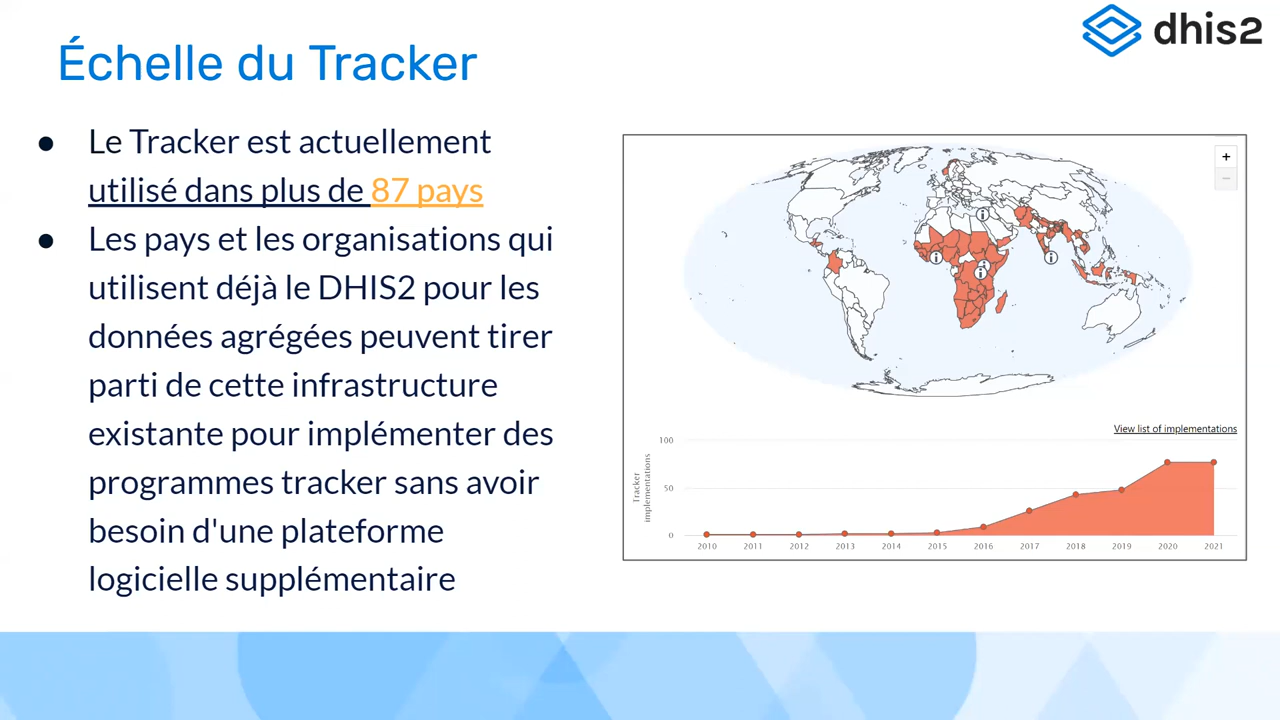 dhis2
Échelle du Tracker
● Le Tracker est actuellement
utilisé dans plus de 87 pays
● Les pays et les organisations qui
utilisent déjà le DHIS2 pour les
données agrégées peuvent tirer
parti de cette infrastructure
existante pour implémenter des
programmes tracker sans avoir
besoin d'une plateforme
logicielle supplémentaire
+
−
View list of implementations
Tracker
implementations
100
50
0
2010 2011 2012 2013 2014 2015 2016 2017 2018 2019 2020 2021